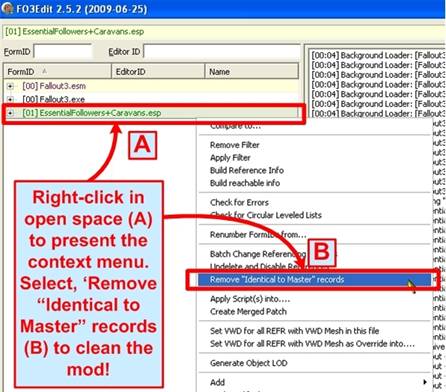 FO3Edit 2.5.2 (2009-06-25)
[01] EssentialFollowers+Caravans.esp
FormID
Editor ID
FormID EditorID Name
[00] Fallout3.esm
[00] Fallout3.exe
[01] EssentialFollowers+Caravans.esp
[00:04] Background Loader: [Fallout3
[00:04] Background Loader: [Fallout3
[00:04] Background Loader: [Fallout3
[00:04] Background Loader: [Fallout3
[00:04] Background Loader: [Fallout3
[00:04] Background Loader: [Fallout3
A
Right-click in
open space (A)
to present the
context menu.
Select, ‘Remove
“Identical to
Master” records
(B) to clean the
mod!
Compare to...
Remove Filter
Apply Filter
Build Reference Info
Build reachable info
Check for Errors
Check for Circular Leveled Lists
Renumber FormIDs from...
Batch Change Referencing
Undelete and Disable
B
Remove "Identical to Master" records
Apply Script(s) into....
Create Merged Patch
Set VWD for all REFR with VWD Mesh in this file
Set VWD for all REFR with VWD Mesh as Override into....
Generate Object LOD
Add